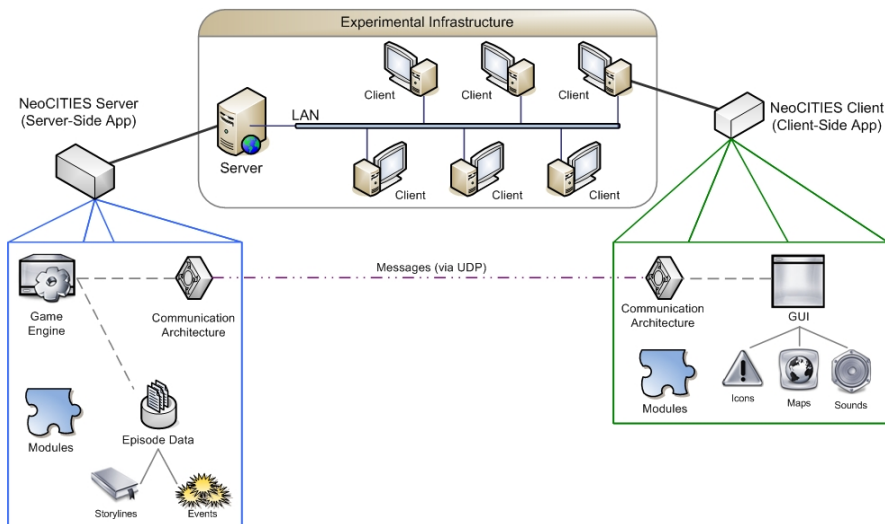 Experimental Infrastructure
NeoCITIES Server
(Server-Side App)
Client
Client
Client
NeoCITIES Client
(Client-Side App)
LAN
Server
Client
Client
Client
Messages (via UDP)
Game
Engine
Communication
Architecture
Communication
Architecture
GUI
Modules
Episode Data
Storylines
Events
Modules
Icons
Maps
Sounds